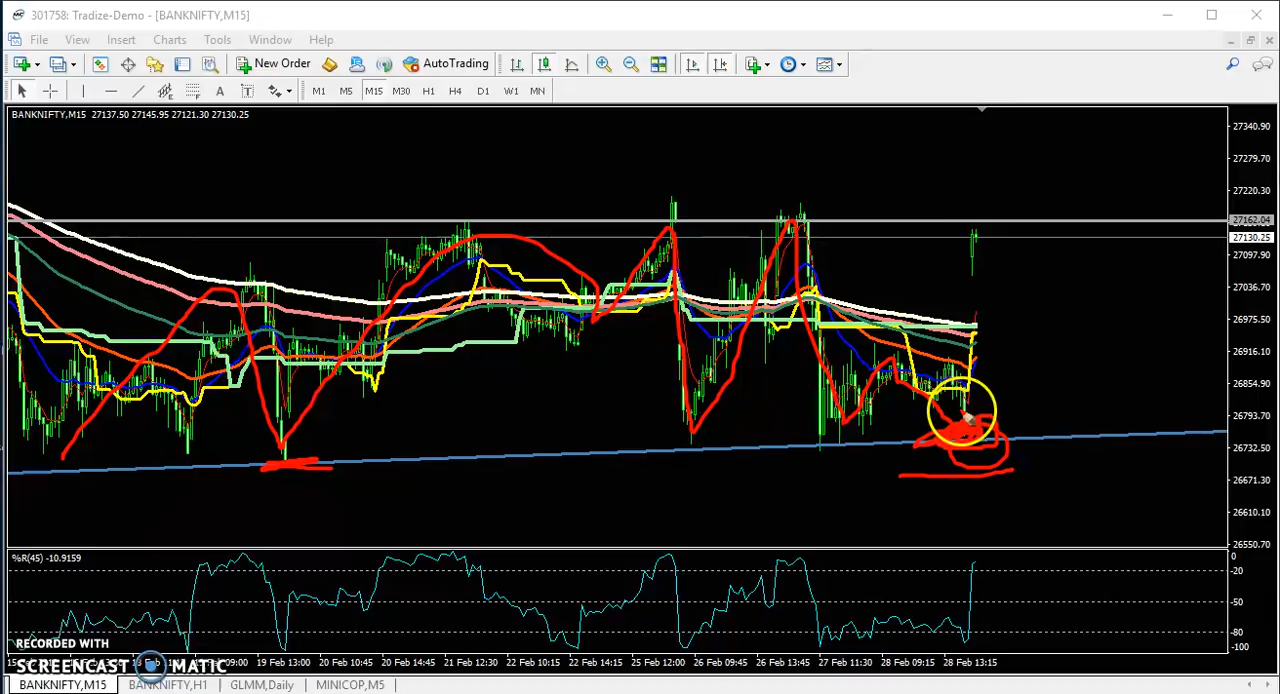 301758: Tradize-Demo - [BANKNIFTY,M15]
File View Insert Charts Tools Window Help
New Order AutoTrading
A T M1 M5 M15 M30 H1 H4 D1 W1 MN
BANKNIFTY,M15 27137.50 27145.95 27121.30 27130.25
27340.90
27279.70
27220.30
27162.04
27130.25
27097.90
27036.70
26975.50
26916.10
26854.90
26793.70
26732.50
26671.30
26610.10
26550.70
%R(45) -10.9159
0
-20
-50
-80
-100
RECORDED WITH
SCREENCAST MATIC
09:00 19 Feb 13:00 20 Feb 10:45 20 Feb 14:45 21 Feb 12:30 22 Feb 10:15 22 Feb 14:15 25 Feb 12:00 26 Feb 09:45 26 Feb 13:45 27 Feb 11:30 28 Feb 09:15 28 Feb 13:15
BANKNIFTY,M15 BANKNIFTY,H1 GLMM,Daily MINICOP,M5